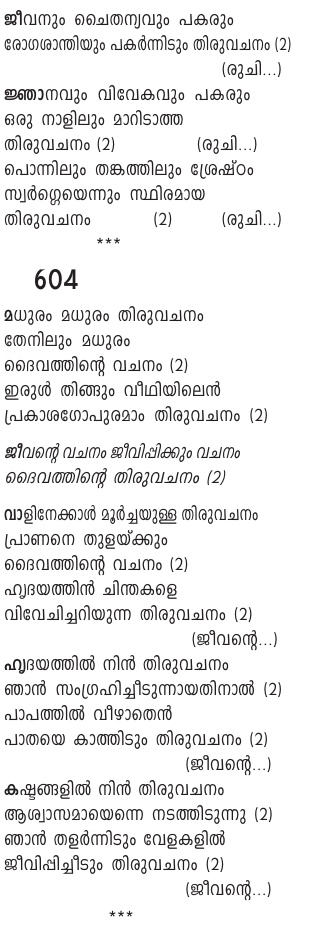 ജീവനും ചൈതന്യവും പകരും
രോഗശാന്തിയും പകർന്നിടും തിരുവചനം (2)
(രുചി...)
ജ്ഞാനവും വിവേകവും പകരും
ഒരു നാളിലും മാറിടാത്ത
തിരുവചനം (2) (രുചി...)
പൊന്നിലും തങ്കത്തിലും ശ്രേഷ്ഠം
സ്വർഗ്ഗെയെന്നും സ്ഥിരമായ
തിരുവചനം (2) (രുചി...)
***
604
മധുരം മധുരം തിരുവചനം
തേനിലും മധുരം
ദൈവത്തിന്റെ വചനം (2)
ഇരുൾ തിങ്ങും വീഥിയിലെൻ
പ്രകാശഗോപുരമാം തിരുവചനം (2)
ജീവന്റെ വചനം ജീവിപ്പിക്കും വചനം
ദൈവത്തിന്റെ തിരുവചനം (2)
വാളിനേക്കാൾ മൂർച്ചയുള്ള തിരുവചനം
പ്രാണനെ തുളയ്ക്കും
ദൈവത്തിന്റെ വചനം (2)
ഹൃദയത്തിൻ ചിന്തകളെ
വിവേചിച്ചറിയുന്ന തിരുവചനം (2)
(ജീവന്റെ...)
ഹൃദയത്തിൽ നിൻ തിരുവചനം
ഞാൻ സംഗ്രഹിച്ചീടുന്നായതിനാൽ (2)
പാപത്തിൽ വീഴാതെൻ
പാതയെ കാത്തിടും തിരുവചനം (2)
(ജീവന്റെ...)
കഷ്ടങ്ങളിൽ നിൻ തിരുവചനം
ആശ്വാസമായെന്നെ നടത്തിടുന്നു (2)
ഞാൻ തളർന്നിടും വേളകളിൽ
ജീവിപ്പിച്ചീടും തിരുവചനം (2)
(ജീവന്റെ...)
***